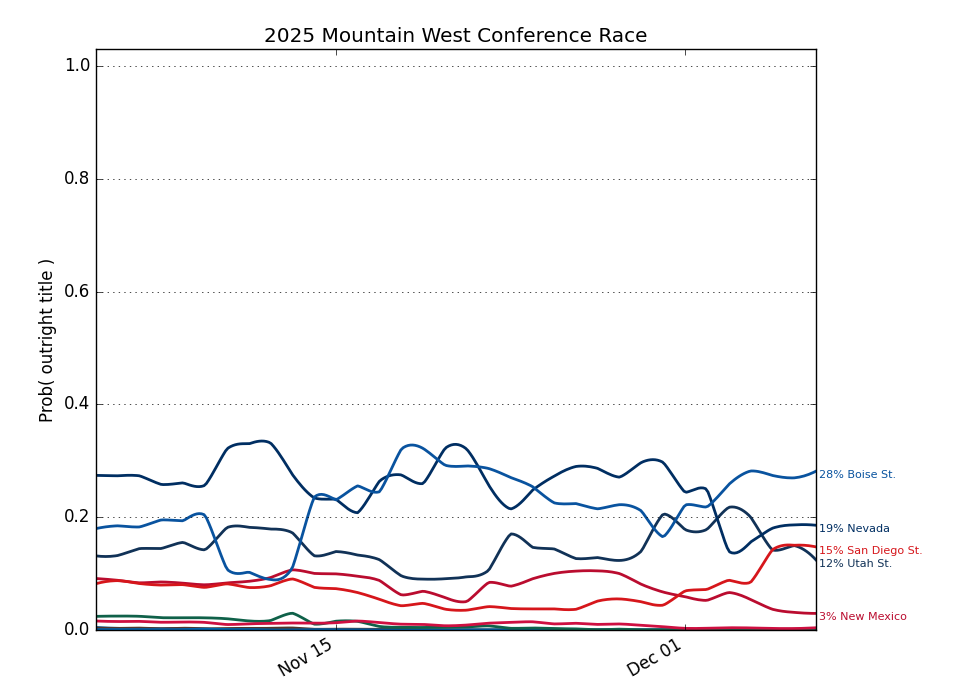 2025 Mountain West Conference Race
Prob( outright title )
1.0
0.8
0.6
0.4
0.2
0.0
28% Boise St.
19% Nevada
15% San Diego St.
12% Utah St.
3% New Mexico
Nov 15
Dec 01